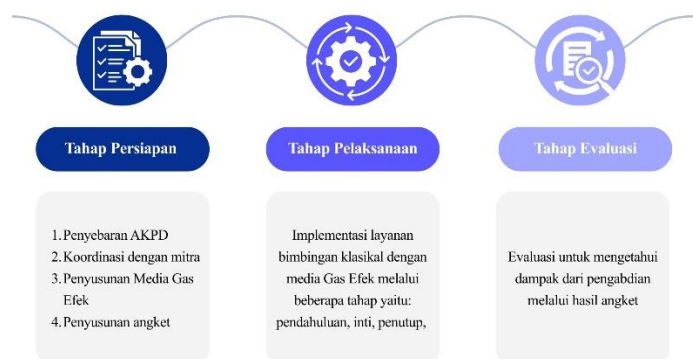 Tahap Persiapan
1. Penyebaran AKPD
2. Koordinasi dengan mitra
3. Penyusunan Media Gas
Efek
4. Penyusunan angket
Tahap Pelaksanaan
Implementasi layanan
bimbingan klasikal dengan
media Gas Efek melalui
beberapa tahap yaitu:
pendahuluan, inti, penutup,
Tahap Evaluasi
Evaluasi untuk mengetahui
dampak dari pengabdian
melalui hasil angket